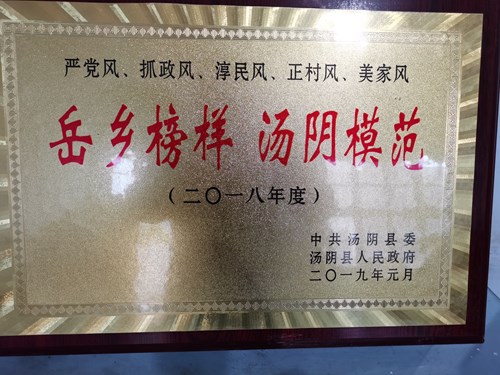 严党风、抓政风、淳民风、正村风、美家风
岳乡榜样 汤阴模范
（二〇一八年度）
中共汤阴县委
汤阴县人民政府
二〇一九年元月